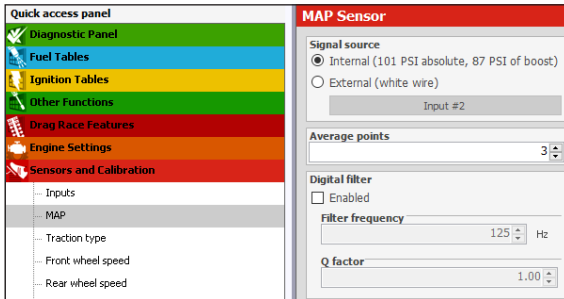 Quick access panel
Diagnostic Panel
Fuel Tables
Ignition Tables
Other Functions
Drag Race Features
Engine Settings
Sensors and Calibration
Inputs
MAP
Traction type
Front wheel speed
Rear wheel speed
MAP Sensor
Signal source
Internal (101 PSI absolute, 87 PSI of boost)
External (white wire)
Input #2
Average points
3
Digital filter
Enabled
Filter frequency
125 Hz
Q factor
1.00